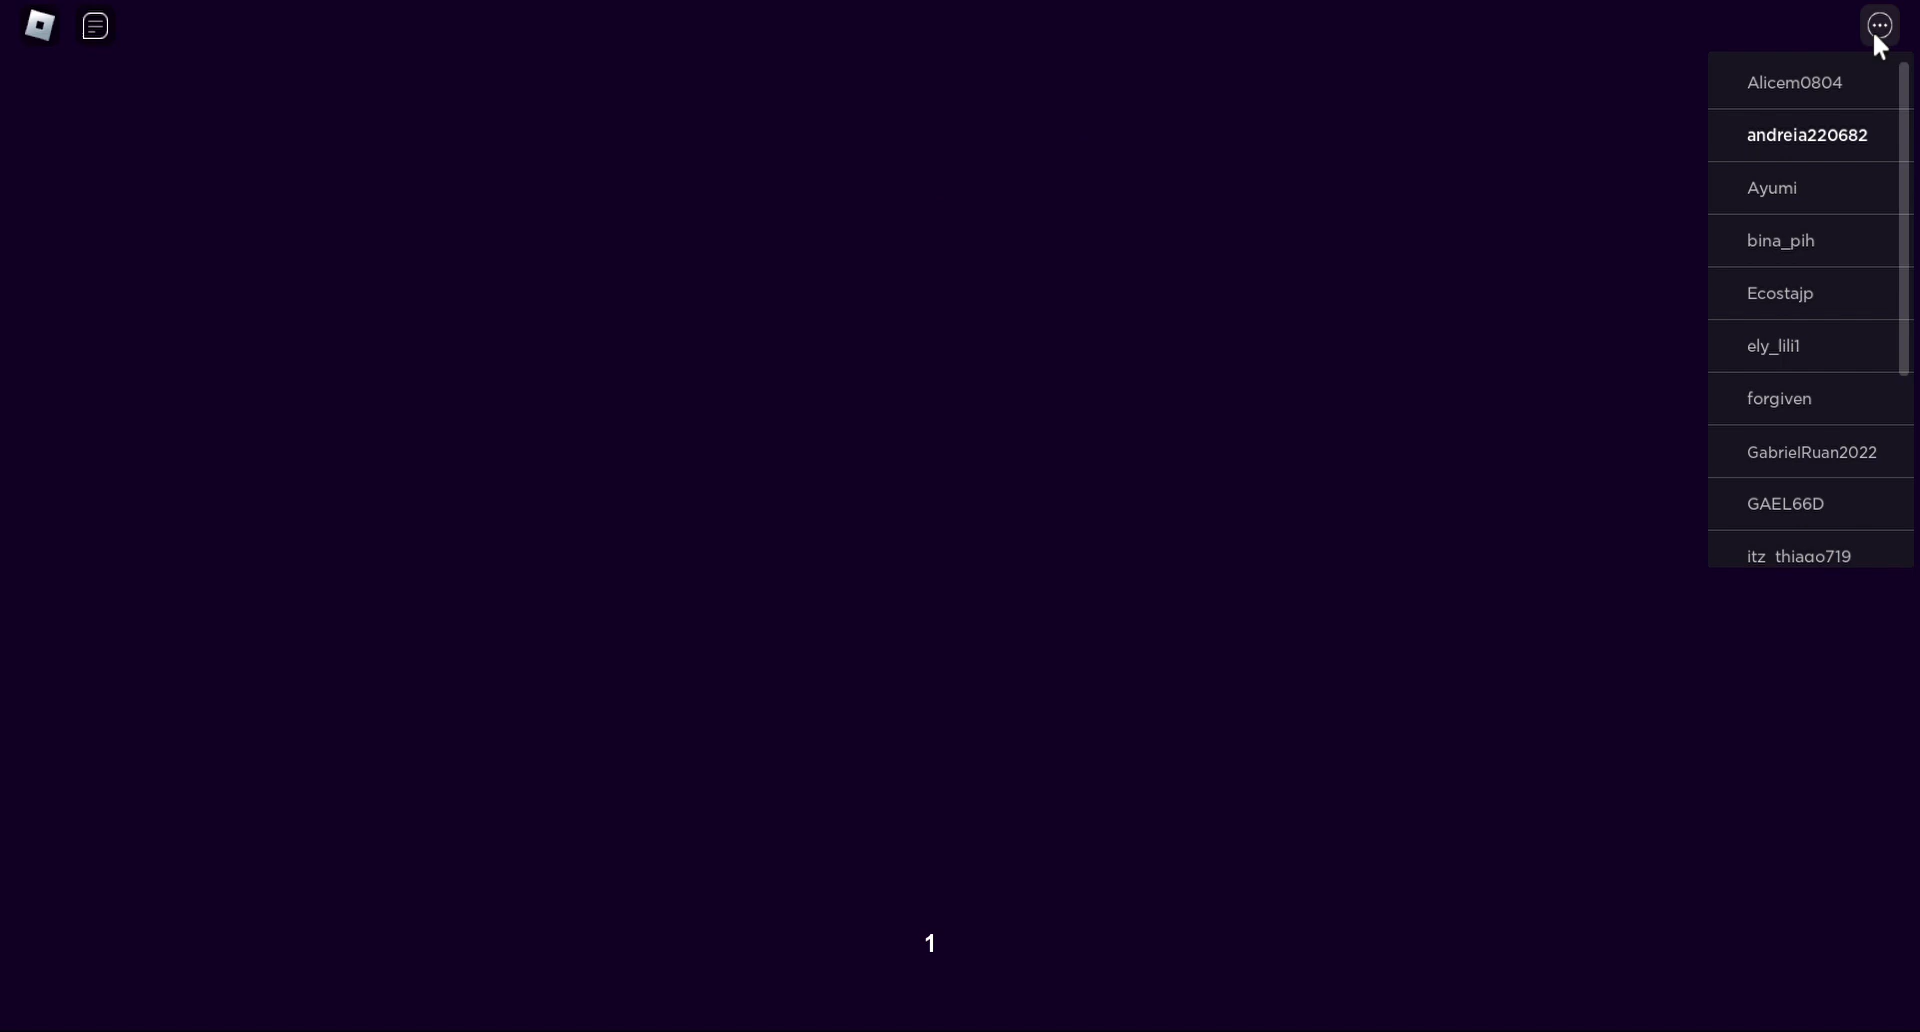 Alicem0804
andreia220682
Ayumi
bina_pih
Ecostajp
ely_lili1
forgiven
GabrielRuan2022
GAEL66D
itz_thiago719
1